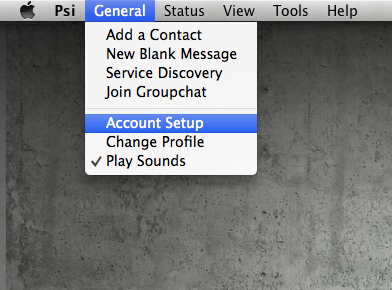 Psi General Status View Tools Help
Add a Contact
New Blank Message
Service Discovery
Join Groupchat
Account Setup
Change Profile
✓ Play Sounds